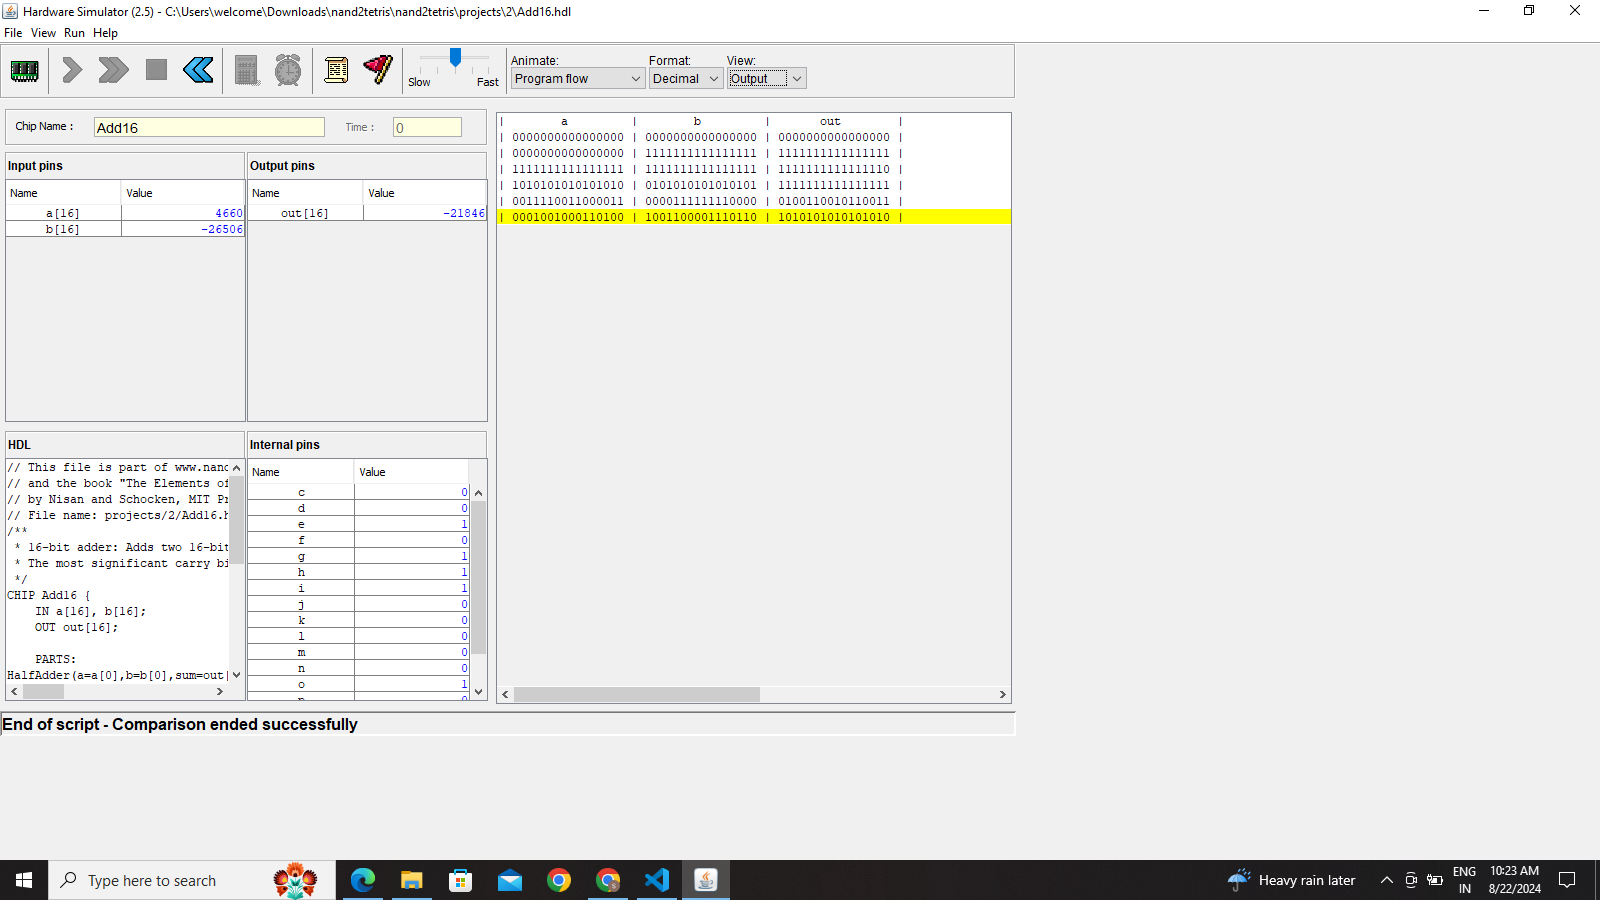 Hardware Simulator (2.5) - C:\Users\welcome\Downloads\nand2tetris\nand2tetris\projects\2\Add16.hdl
File View Run Help
Slow Fast
Animate: Format: View:
Program flow Decimal Output
Chip Name : Add16 Time : 0
Input pins
Name Value
a[16] 4660
b[16] -26506
Output pins
Name Value
out[16] -21846
HDL
// This file is part of www.nand
// and the book "The Elements of
// by Nisan and Schocken, MIT Pr
// File name: projects/2/Add16.h
/**
* 16-bit adder: Adds two 16-bit
* The most significant carry bi
*/
CHIP Add16 {
IN a[16], b[16];
OUT out[16];
PARTS:
HalfAdder(a=a[0],b=b[0],sum=out[
Internal pins
Name Value
c 0
d 0
e 1
f 0
g 1
h 1
i 1
j 0
k 0
l 0
m 0
n 0
o 1
| a | b | out |
| 0000000000000000 | 0000000000000000 | 0000000000000000 |
| 0000000000000000 | 1111111111111111 | 1111111111111111 |
| 1111111111111111 | 1111111111111111 | 1111111111111110 |
| 1010101010101010 | 0101010101010101 | 1111111111111111 |
| 0011110011000011 | 0000111111110000 | 0100110010110011 |
| 0001001000110100 | 1001100001110110 | 1010101010101010 |
End of script - Comparison ended successfully
Type here to search
Heavy rain later
ENG
IN
10:23 AM
8/22/2024